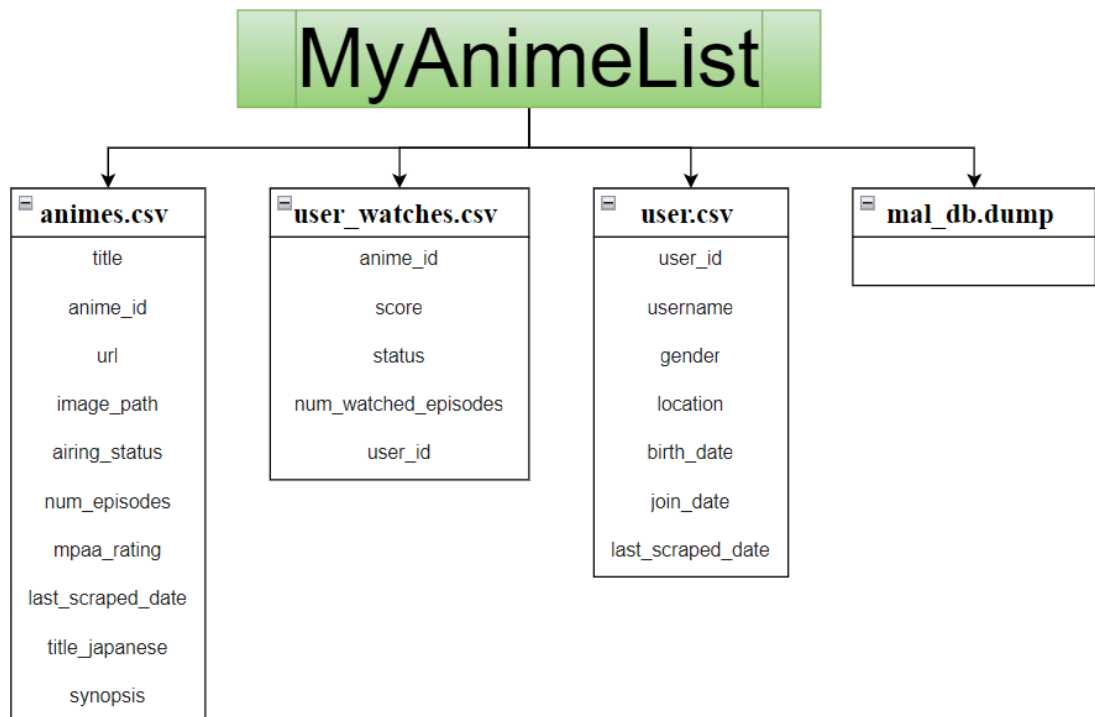 MyAnimeList
animes.csv
title
anime_id
url
image_path
airing_status
num_episodes
mpaa_rating
last_scraped_date
title_japanese
synopsis
user_watches.csv
anime_id
score
status
num_watched_episodes
user_id
user.csv
user_id
username
gender
location
birth_date
join_date
last_scraped_date
mal_db.dump